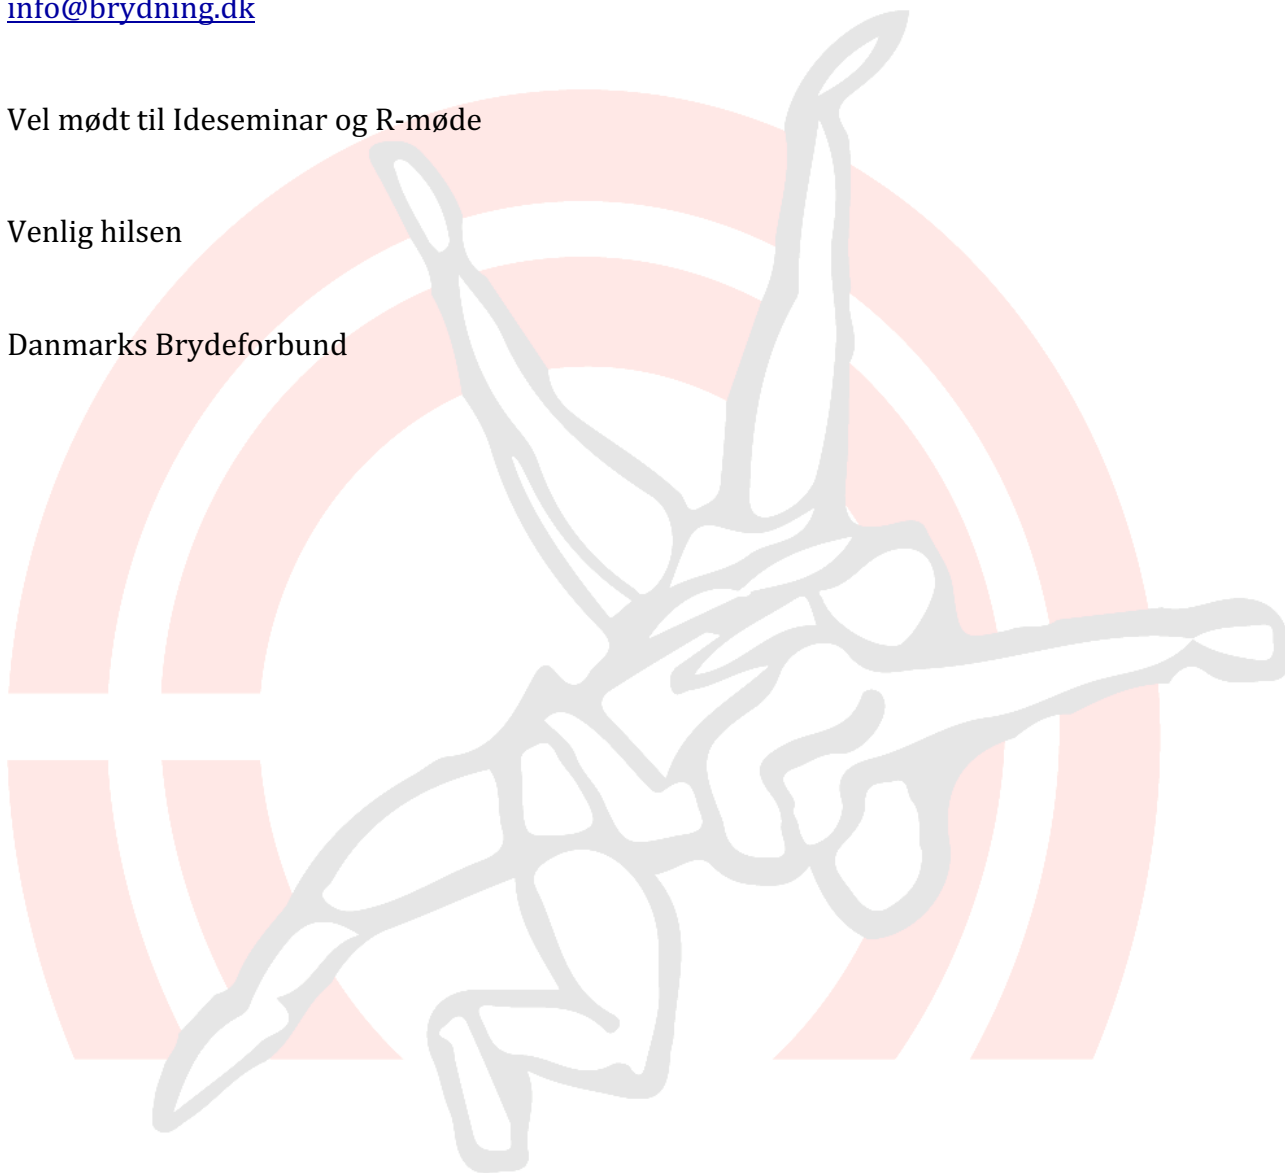 info@brydning.dk
Vel mødt til Ideseminar og R-møde
Venlig hilsen
Danmarks Brydeforbund